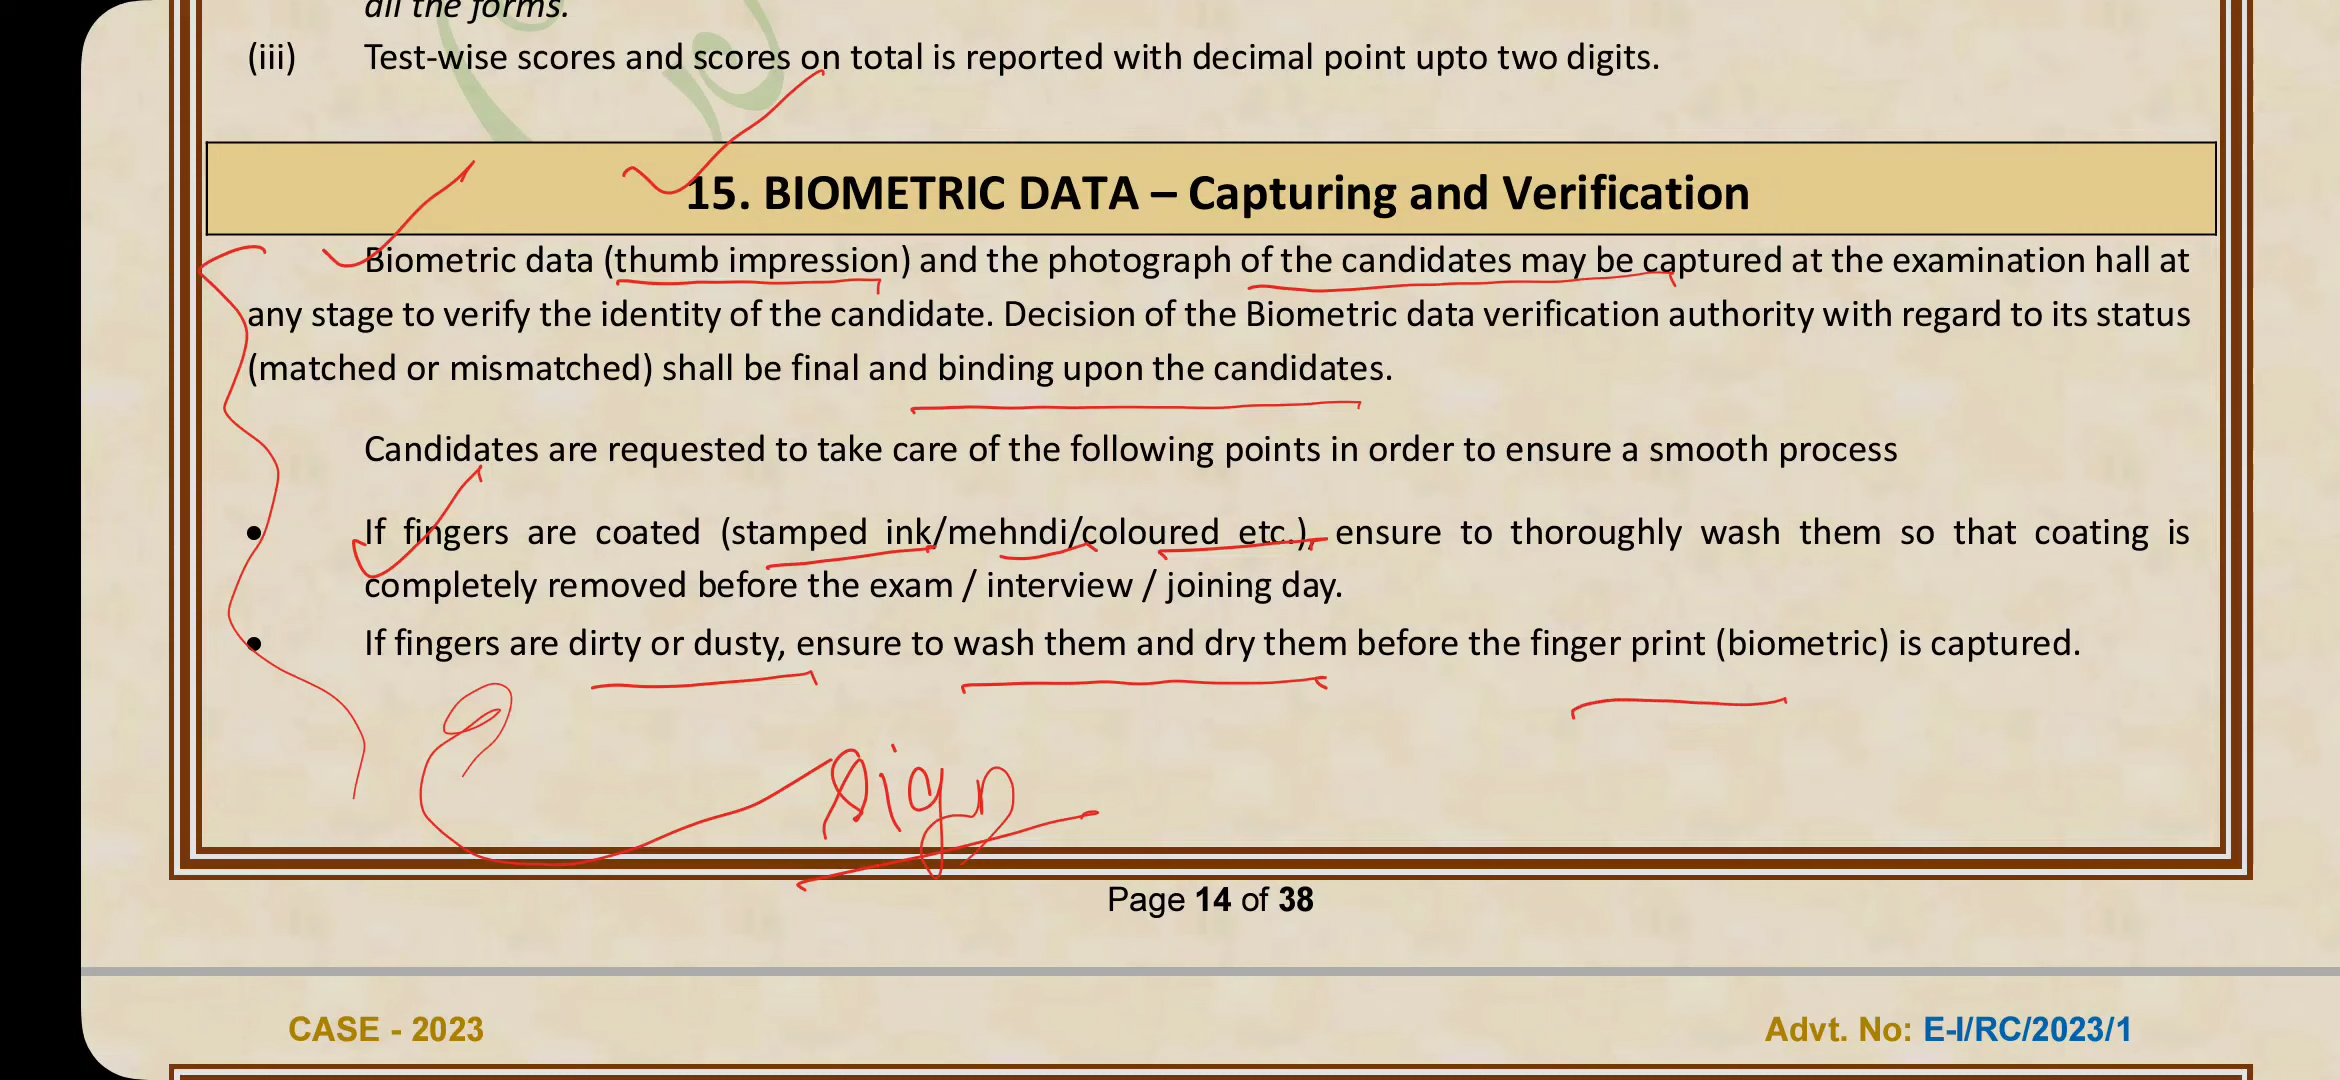 all the forms.
(iii) Test-wise scores and scores on total is reported with decimal point upto two digits.
15. BIOMETRIC DATA – Capturing and Verification
Biometric data (thumb impression) and the photograph of the candidates may be captured at the examination hall at
any stage to verify the identity of the candidate. Decision of the Biometric data verification authority with regard to its status
(matched or mismatched) shall be final and binding upon the candidates.
Candidates are requested to take care of the following points in order to ensure a smooth process
● If fingers are coated (stamped ink/mehndi/coloured etc.), ensure to thoroughly wash them so that coating is
completely removed before the exam / interview / joining day.
● If fingers are dirty or dusty, ensure to wash them and dry them before the finger print (biometric) is captured.
sign
Page 14 of 38
CASE - 2023 Advt. No: E-I/RC/2023/1